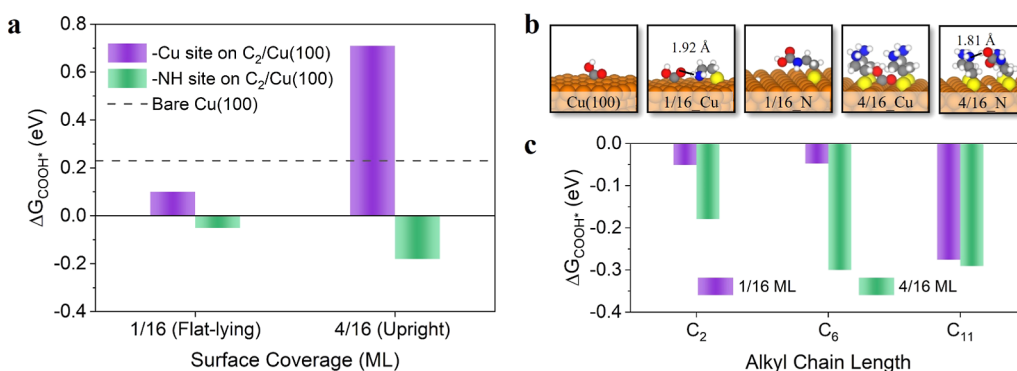 a
ΔG_COOH* (eV)
0.8
0.6
0.4
0.2
0.0
-0.2
-0.4
-Cu site on C₂/Cu(100)
-NH site on C₂/Cu(100)
Bare Cu(100)
1/16 (Flat-lying)
4/16 (Upright)
Surface Coverage (ML)
b
1.92 Å
1.81 Å
Cu(100)
1/16_Cu
1/16_N
4/16_Cu
4/16_N
c
ΔG_COOH* (eV)
0.0
-0.1
-0.2
-0.3
-0.4
1/16 ML
4/16 ML
C₂
C₆
C₁₁
Alkyl Chain Length